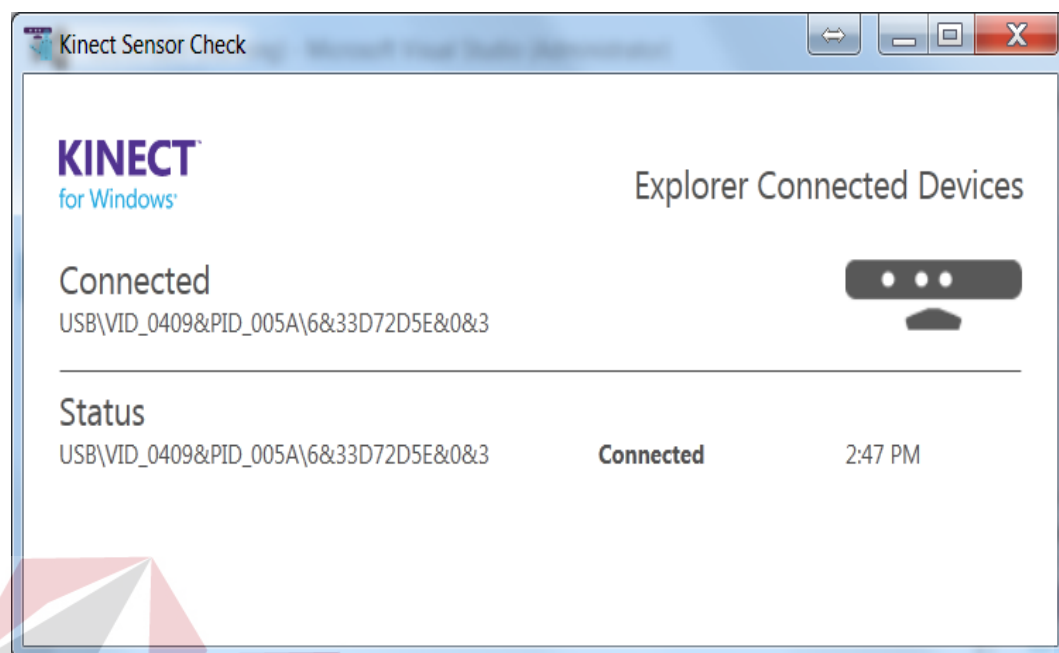 Kinect Sensor Check
KINECT™
for Windows®
Explorer Connected Devices
Connected
USB\VID_0409&PID_005A\6&33D72D5E&0&3
Status
USB\VID_0409&PID_005A\6&33D72D5E&0&3 Connected 2:47 PM